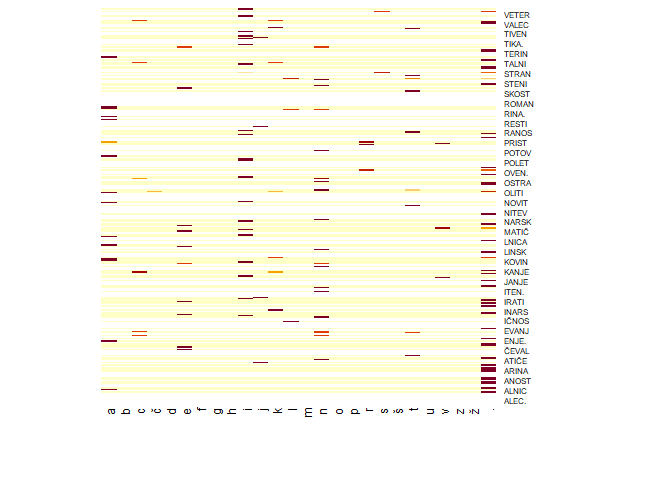 VETER
VALEC
TIVEN
TIKA.
TERIN
TALNI
STRAN
STENI
SKOST
ROMAN
RINA.
RESTI
RANOS
PRIST
POTOV
POLET
OVEN.
OSTRA
OLITI
NOVIT
NITEV
NARSK
MATIČ
LNICA
LINSK
KOVIN
KANJE
JANJE
ITEN.
IRATI
INARS
IČNOS
EVANJ
ENJE.
ČEVAL
ATIČE
ARINA
ANOST
ALNIC
ALEC.
a b c č d e f g h i j k l m n o p r s š t u v z ž .